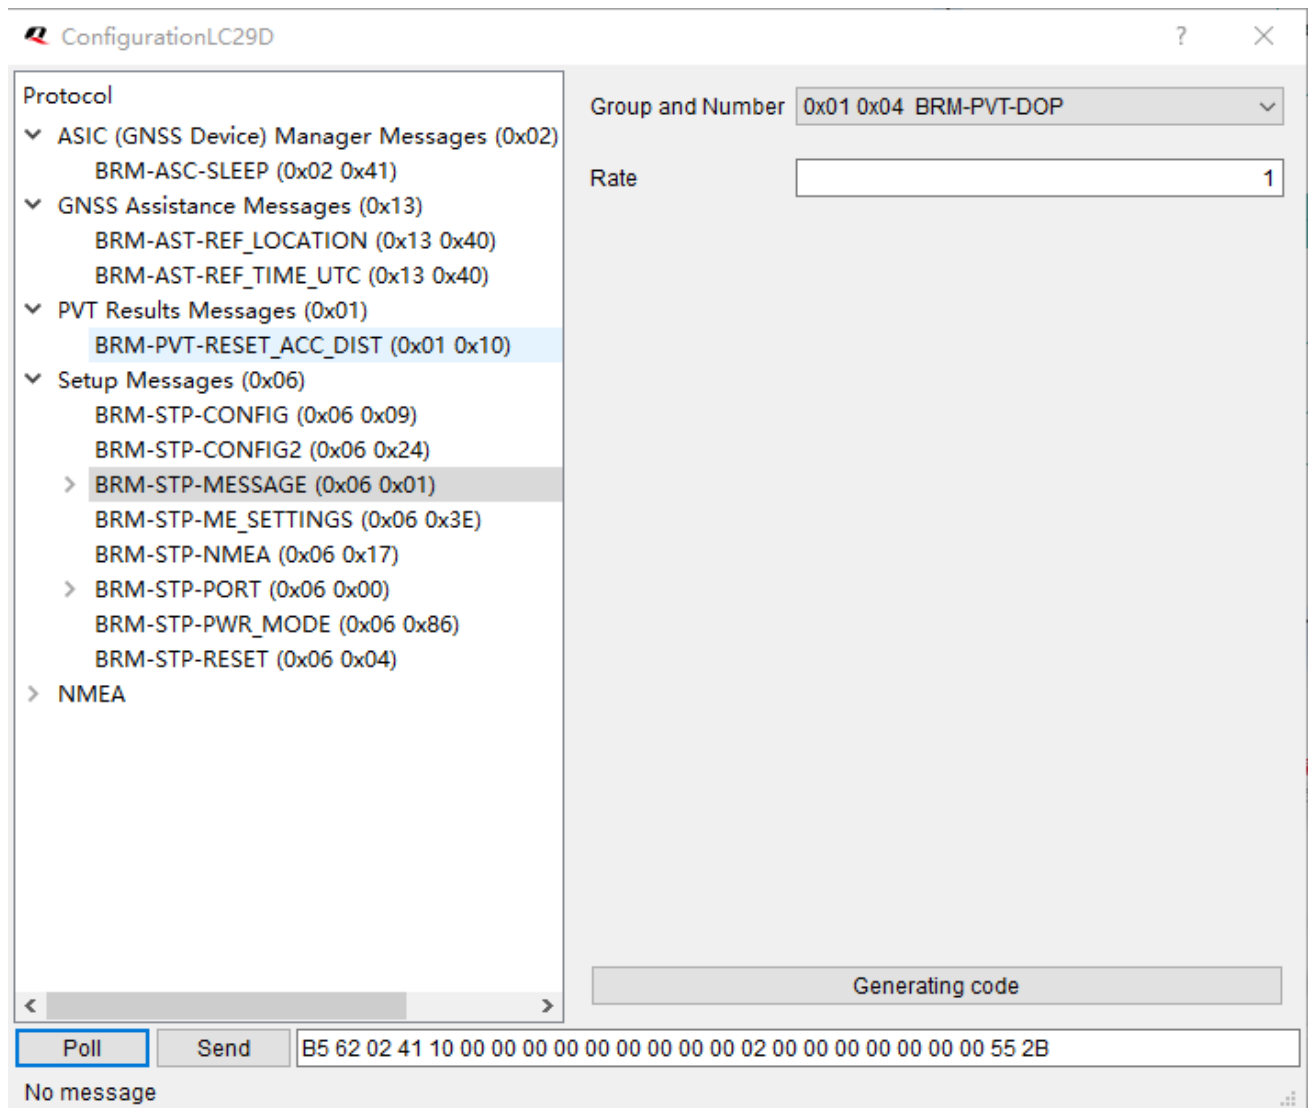 ConfigurationLC29D
Protocol
ASIC (GNSS Device) Manager Messages (0x02)
BRM-ASC-SLEEP (0x02 0x41)
GNSS Assistance Messages (0x13)
BRM-AST-REF_LOCATION (0x13 0x40)
BRM-AST-REF_TIME_UTC (0x13 0x40)
PVT Results Messages (0x01)
BRM-PVT-RESET_ACC_DIST (0x01 0x10)
Setup Messages (0x06)
BRM-STP-CONFIG (0x06 0x09)
BRM-STP-CONFIG2 (0x06 0x24)
BRM-STP-MESSAGE (0x06 0x01)
BRM-STP-ME_SETTINGS (0x06 0x3E)
BRM-STP-NMEA (0x06 0x17)
BRM-STP-PORT (0x06 0x00)
BRM-STP-PWR_MODE (0x06 0x86)
BRM-STP-RESET (0x06 0x04)
NMEA
Group and Number 0x01 0x04 BRM-PVT-DOP
Rate 1
Generating code
Poll Send B5 62 02 41 10 00 00 00 00 00 00 00 00 00 02 00 00 00 00 00 00 00 55 2B
No message